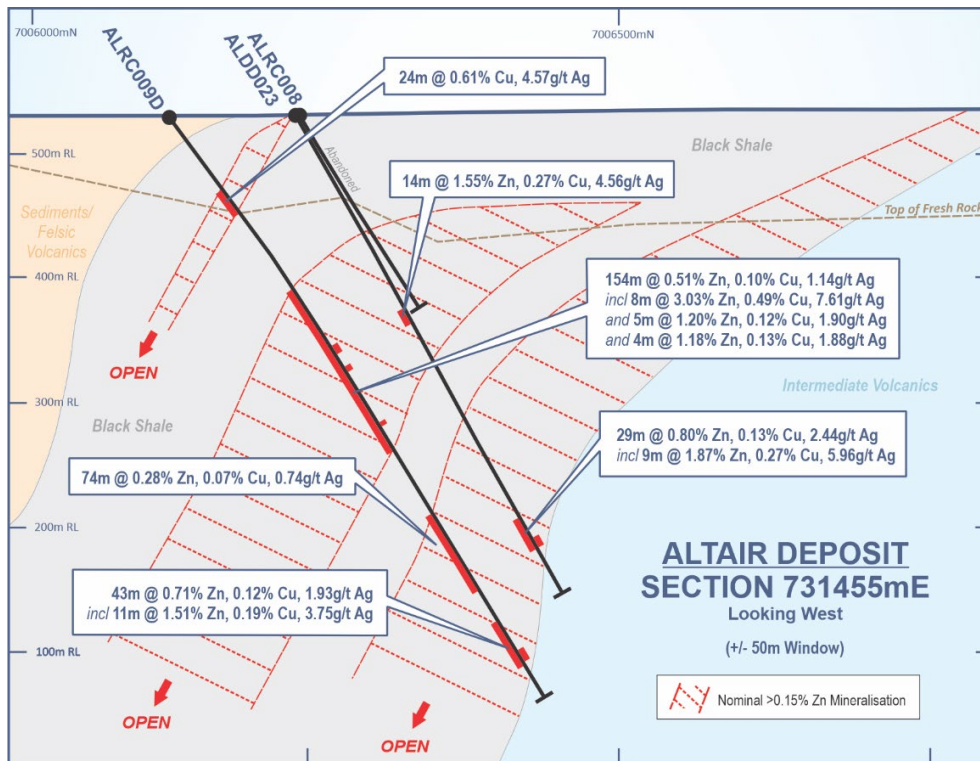 7006000mN
7006500mN
ALRC009D
ALDD023
ALRC008
24m @ 0.61% Cu, 4.57g/t Ag
Abandoned
Black Shale
500m RL
14m @ 1.55% Zn, 0.27% Cu, 4.56g/t Ag
Sediments/
Felsic
Volcanics
Top of Fresh Rock
400m RL
154m @ 0.51% Zn, 0.10% Cu, 1.14g/t Ag
incl 8m @ 3.03% Zn, 0.49% Cu, 7.61g/t Ag
and 5m @ 1.20% Zn, 0.12% Cu, 1.90g/t Ag
and 4m @ 1.18% Zn, 0.13% Cu, 1.88g/t Ag
OPEN
Intermediate Volcanics
300m RL
Black Shale
29m @ 0.80% Zn, 0.13% Cu, 2.44g/t Ag
incl 9m @ 1.87% Zn, 0.27% Cu, 5.96g/t Ag
74m @ 0.28% Zn, 0.07% Cu, 0.74g/t Ag
200m RL
ALTAIR DEPOSIT
SECTION 731455mE
Looking West
(+/- 50m Window)
43m @ 0.71% Zn, 0.12% Cu, 1.93g/t Ag
incl 11m @ 1.51% Zn, 0.19% Cu, 3.75g/t Ag
100m RL
Nominal >0.15% Zn Mineralisation
OPEN
OPEN